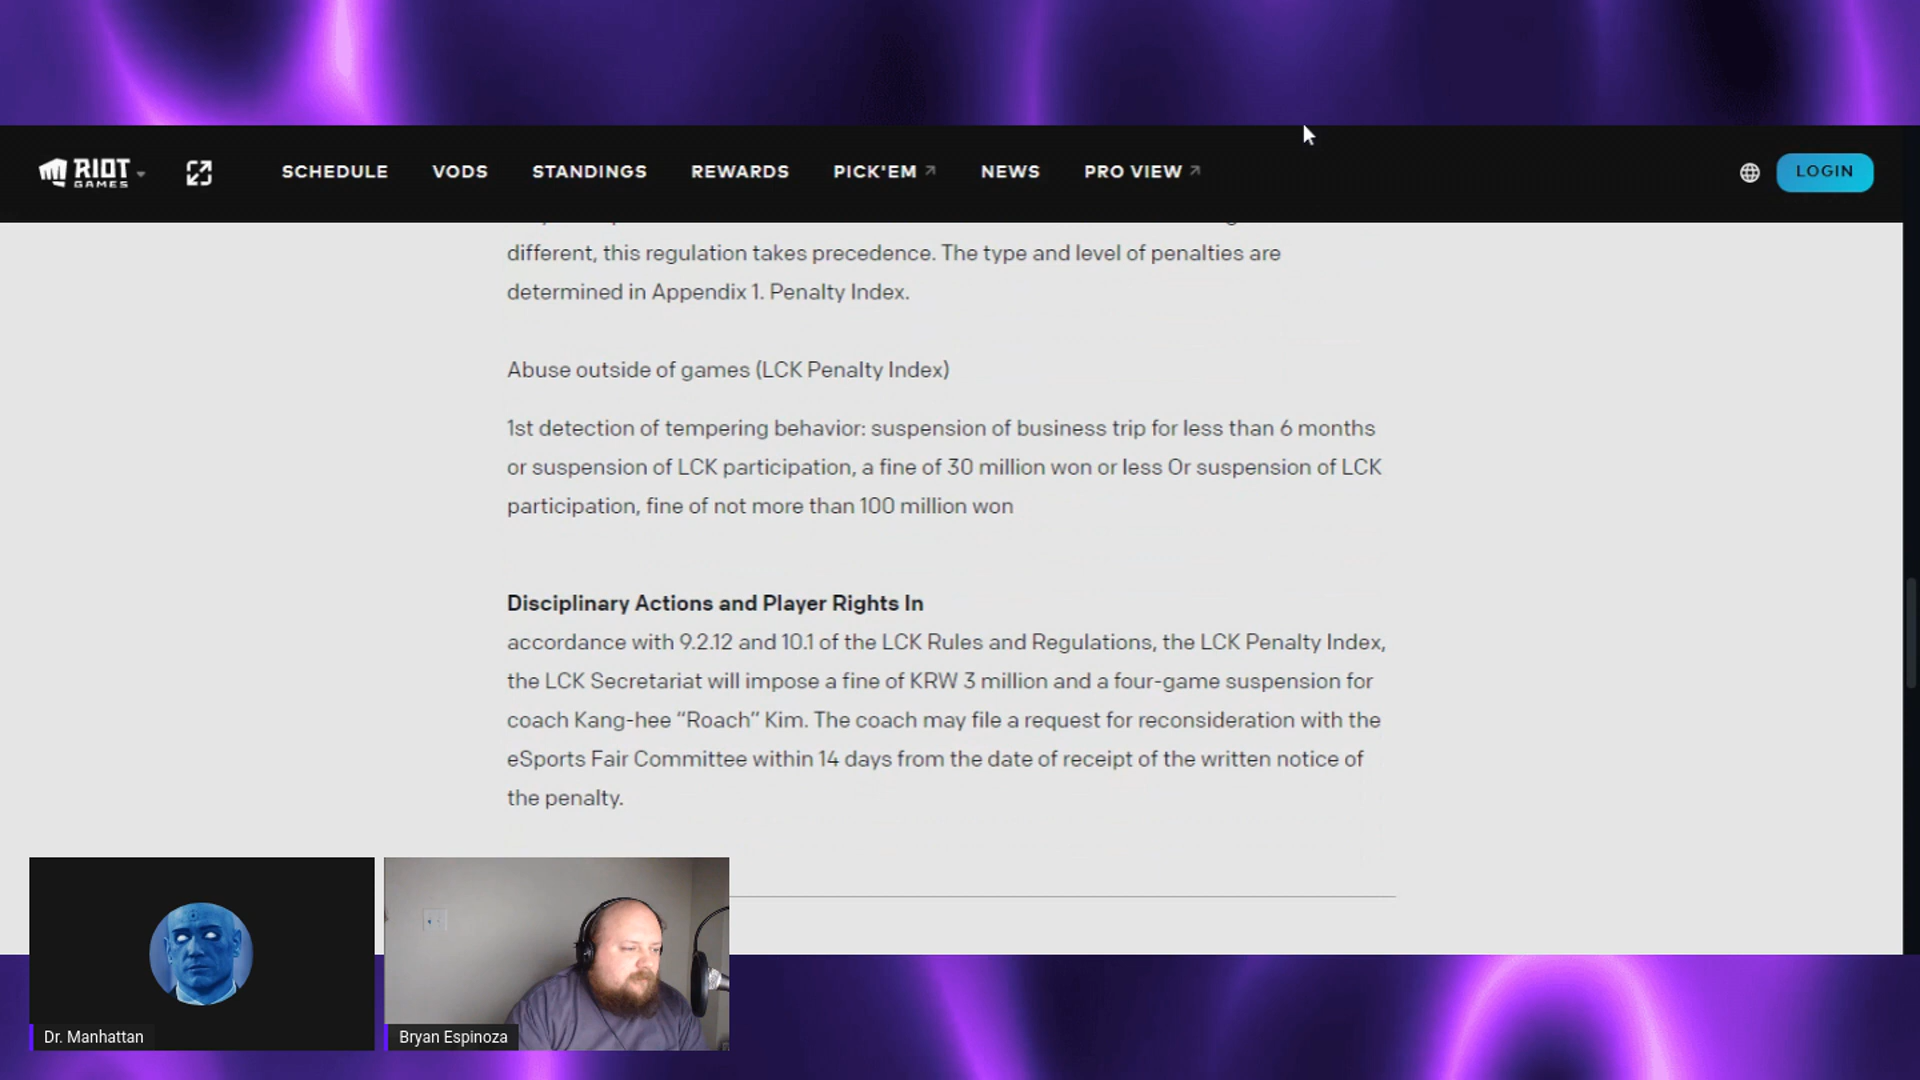 RIOT
GAMES
SCHEDULE
VODS
STANDINGS
REWARDS
PICK'EM
NEWS
PRO VIEW
LOGIN
different, this regulation takes precedence. The type and level of penalties are
determined in Appendix 1. Penalty Index.
Abuse outside of games (LCK Penalty Index)
1st detection of tempering behavior: suspension of business trip for less than 6 months
or suspension of LCK participation, a fine of 30 million won or less Or suspension of LCK
participation, fine of not more than 100 million won
Disciplinary Actions and Player Rights In
accordance with 9.2.12 and 10.1 of the LCK Rules and Regulations, the LCK Penalty Index,
the LCK Secretariat will impose a fine of KRW 3 million and a four-game suspension for
coach Kang-hee “Roach” Kim. The coach may file a request for reconsideration with the
eSports Fair Committee within 14 days from the date of receipt of the written notice of
the penalty.
Dr. Manhattan
Bryan Espinoza